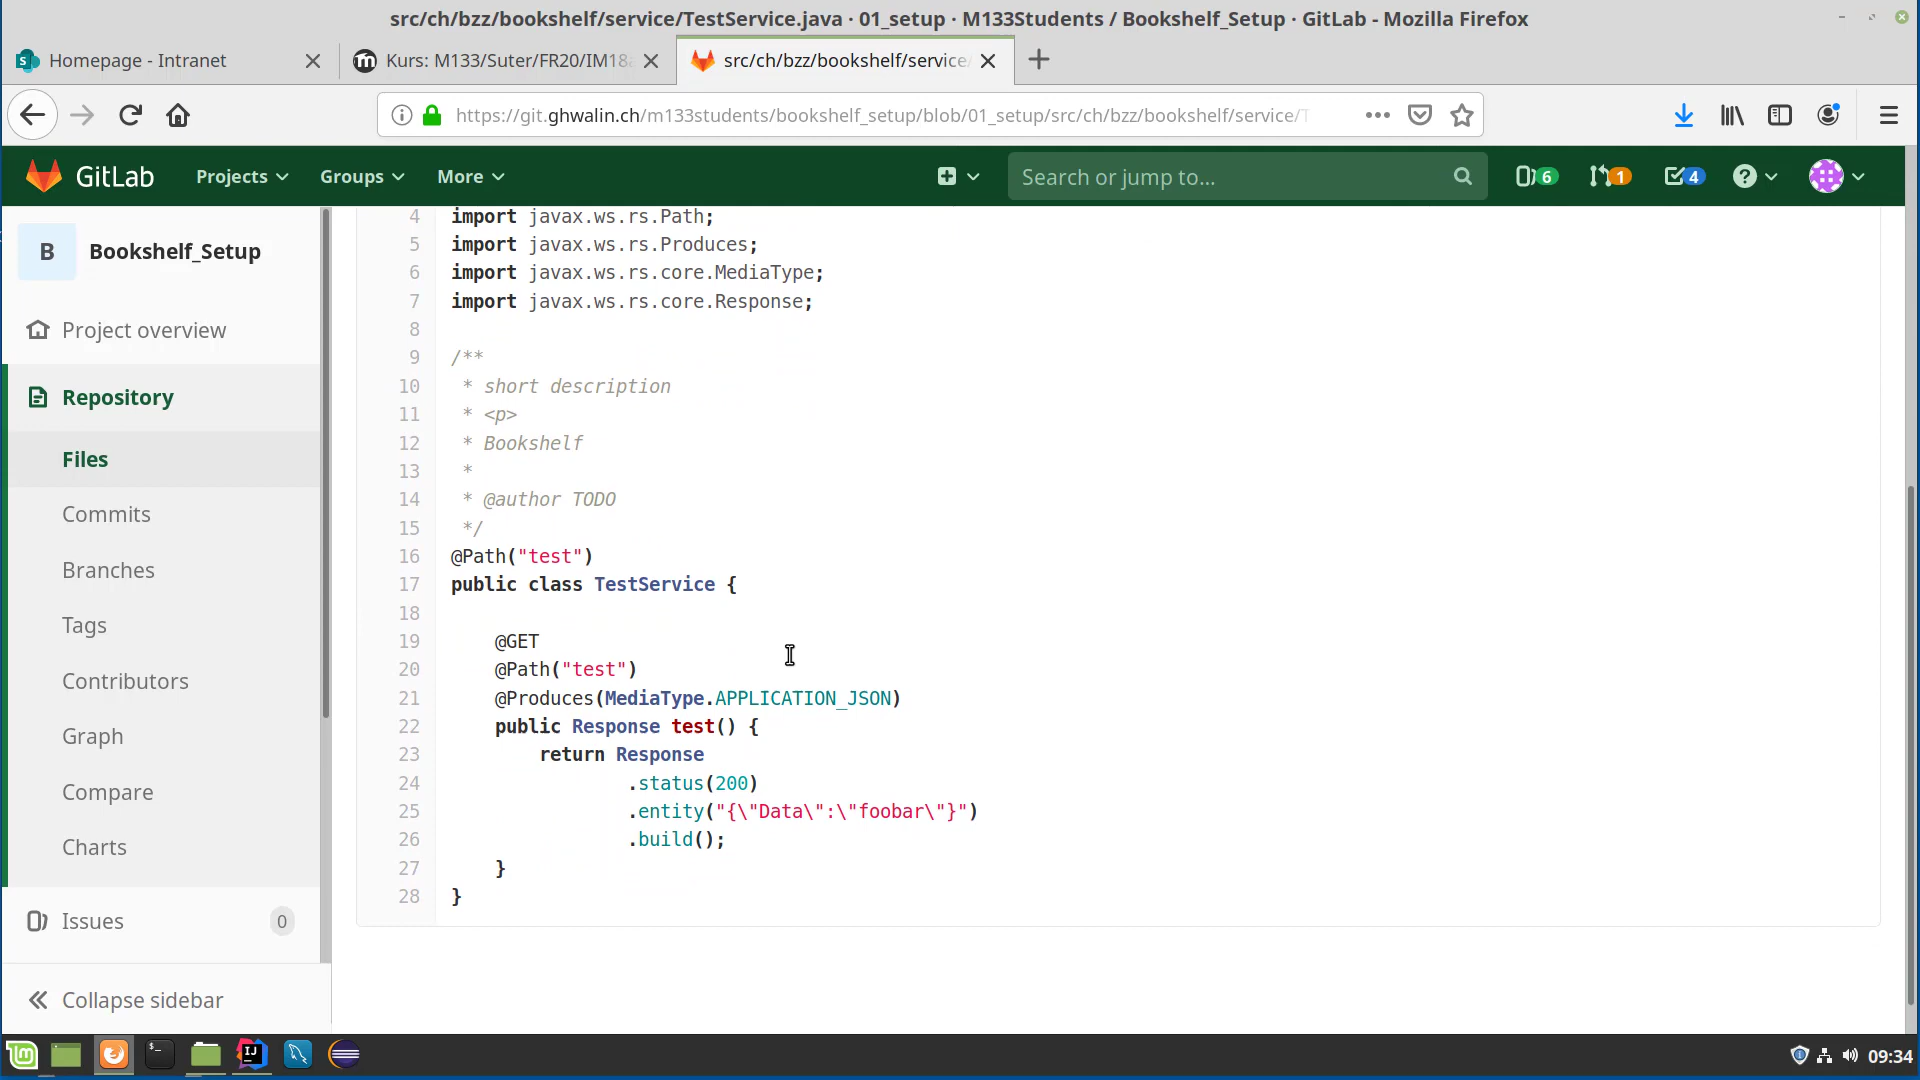 src/ch/bzz/bookshelf/service/TestService.java · 01_setup · M133Students / Bookshelf_Setup · GitLab - Mozilla Firefox
Homepage - Intranet
Kurs: M133/Suter/FR20/IM18a
src/ch/bzz/bookshelf/service/
https://git.ghwalin.ch/m133students/bookshelf_setup/blob/01_setup/src/ch/bzz/bookshelf/service/T
GitLab
Projects
Groups
More
Search or jump to...
6
1
4
B
Bookshelf_Setup
Project overview
Repository
Files
Commits
Branches
Tags
Contributors
Graph
Compare
Charts
Issues
0
Collapse sidebar
4 import javax.ws.rs.Path;
5 import javax.ws.rs.Produces;
6 import javax.ws.rs.core.MediaType;
7 import javax.ws.rs.core.Response;
8
9 /**
10 * short description
11 * <p>
12 * Bookshelf
13 *
14 * @author TODO
15 */
16 @Path("test")
17 public class TestService {
18
19 @GET
20 @Path("test")
21 @Produces(MediaType.APPLICATION_JSON)
22 public Response test() {
23 return Response
24 .status(200)
25 .entity("{\"Data\":\"foobar\"}")
26 .build();
27 }
28 }
09:34